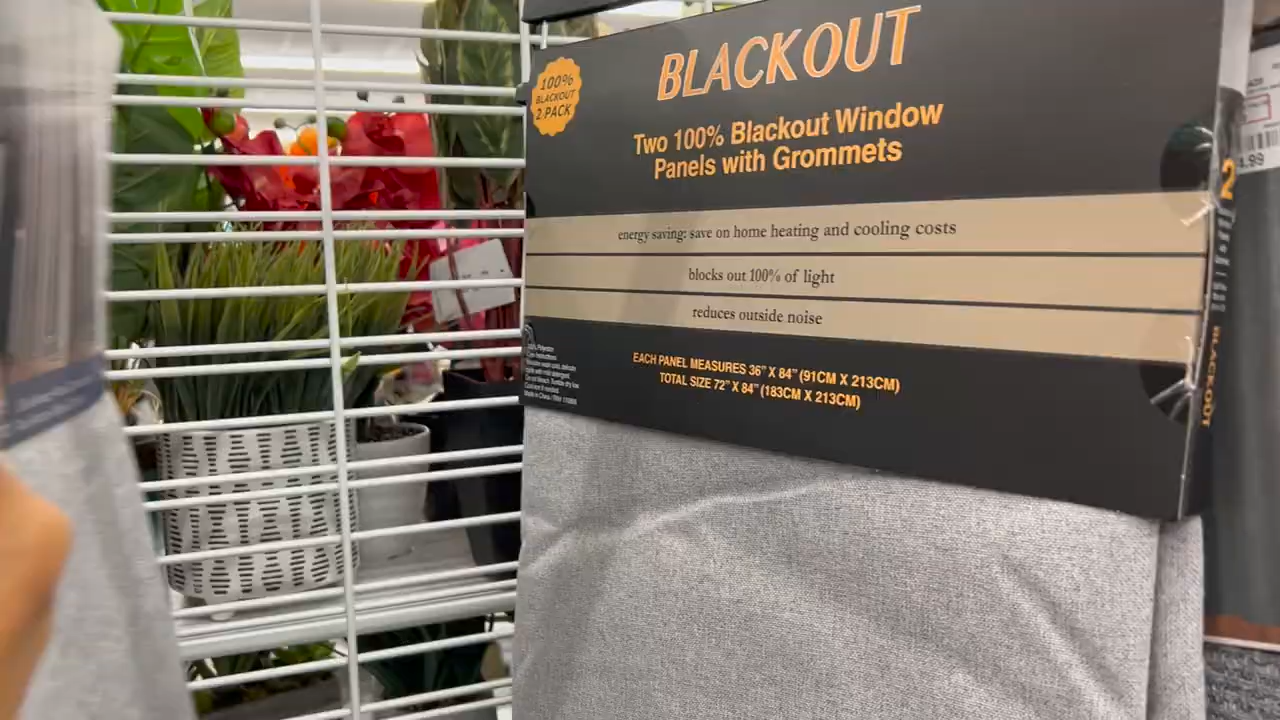 BLACKOUT
100%
BLACKOUT
2 PACK
Two 100% Blackout Window
Panels with Grommets
energy saving: save on home heating and cooling costs
blocks out 100% of light
reduces outside noise
EACH PANEL MEASURES 36” X 84” (91CM X 213CM)
TOTAL SIZE 72” X 84” (183CM X 213CM)
2
BLACKOUT